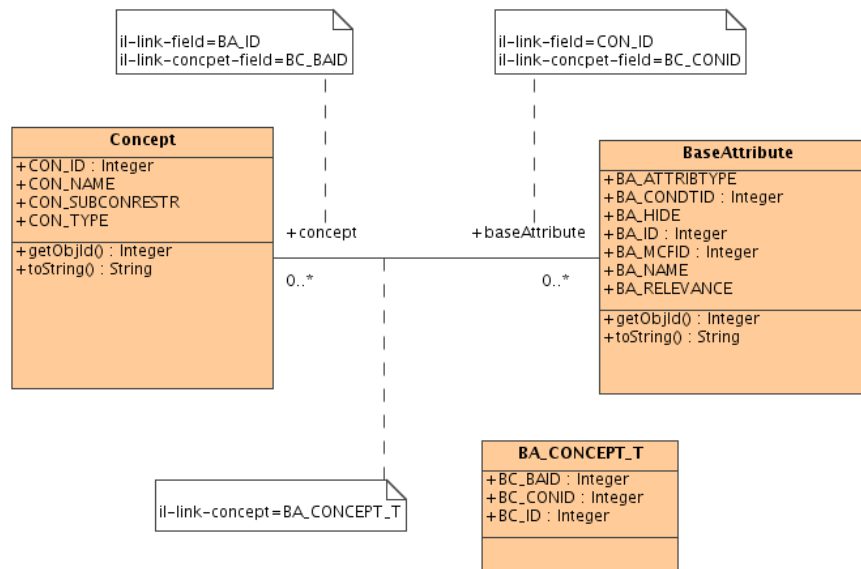 il-link-field=BA_ID
il-link-concpet-field=BC_BAID
il-link-field=CON_ID
il-link-concpet-field=BC_CONID
Concept
+CON_ID : Integer
+CON_NAME
+CON_SUBCONRESTR
+CON_TYPE
+getObjId() : Integer
+toString() : String
+concept
0..*
+baseAttribute
0..*
BaseAttribute
+BA_ATTRIBTYPE
+BA_CONDTID : Integer
+BA_HIDE
+BA_ID : Integer
+BA_MCFID : Integer
+BA_NAME
+BA_RELEVANCE
+getObjId() : Integer
+toString() : String
il-link-concept=BA_CONCEPT_T
BA_CONCEPT_T
+BC_BAID : Integer
+BC_CONID : Integer
+BC_ID : Integer